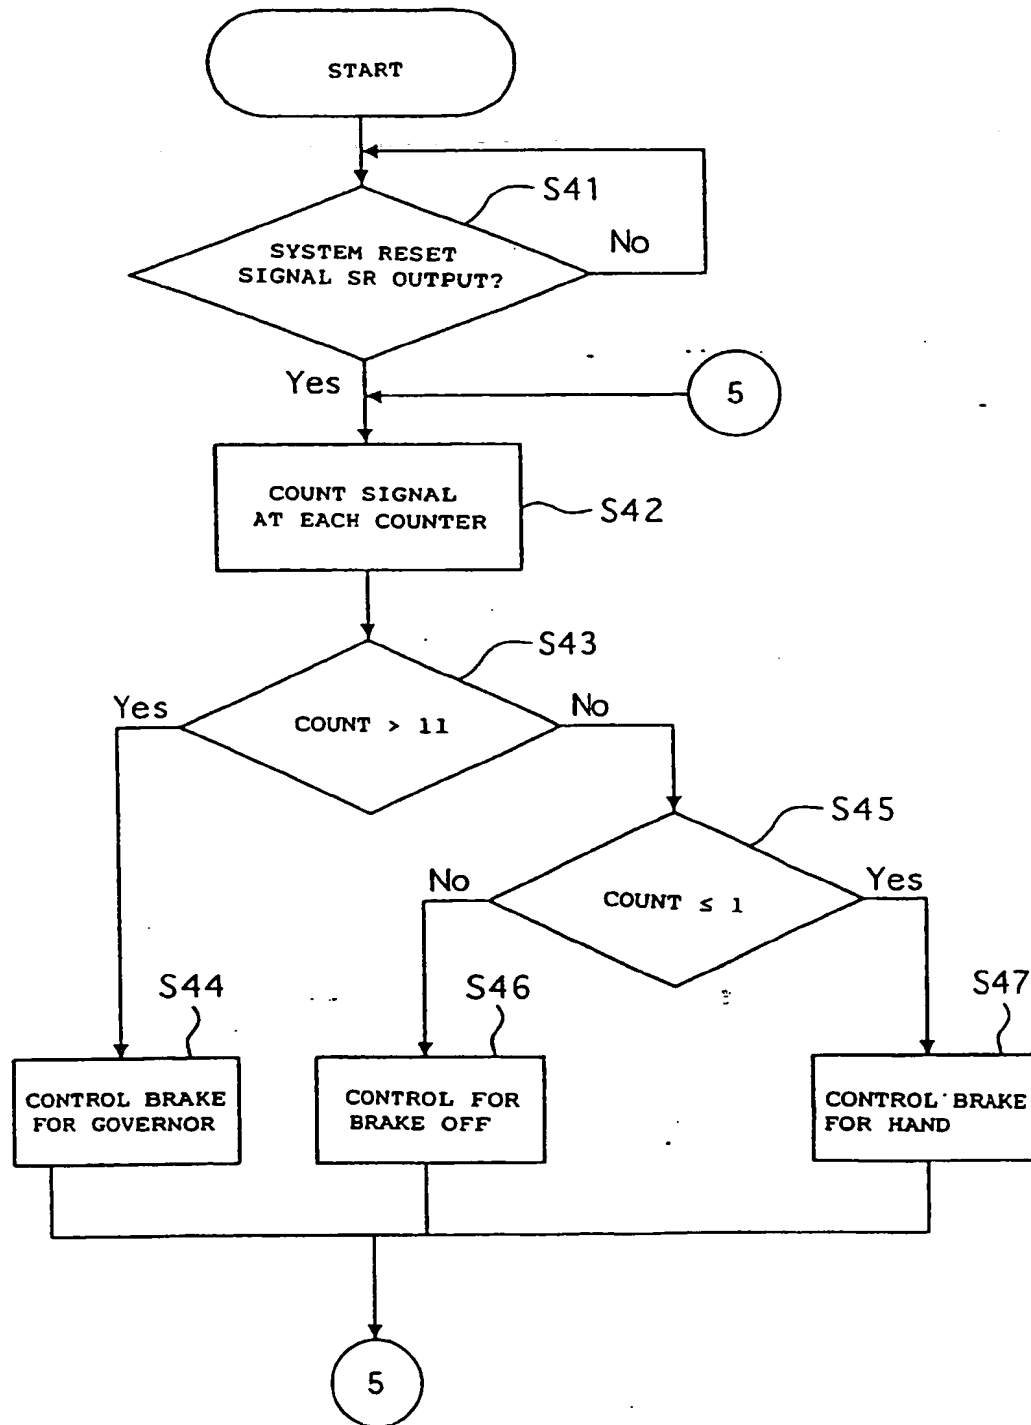 START
S41
SYSTEM RESET
SIGNAL SR OUTPUT?
No
Yes
5
COUNT SIGNAL
AT EACH COUNTER
S42
S43
Yes
COUNT > 11
No
S45
No
COUNT ≤ 1
Yes
S44
S46
S47
CONTROL BRAKE
FOR GOVERNOR
CONTROL FOR
BRAKE OFF
CONTROL BRAKE
FOR HAND
5